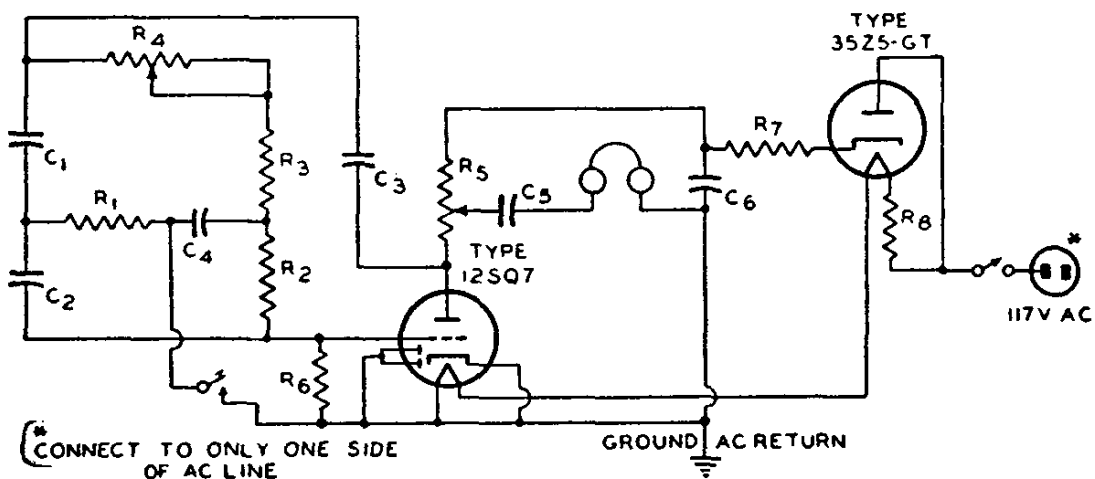 TYPE
35Z5-GT
R4
R7
C1
R3
C3
R5
C5
C6
R1
C4
R8
*
TYPE
12SQ7
C2
R2
117V AC
R6
*
CONNECT TO ONLY ONE SIDE
OF AC LINE
GROUND AC RETURN